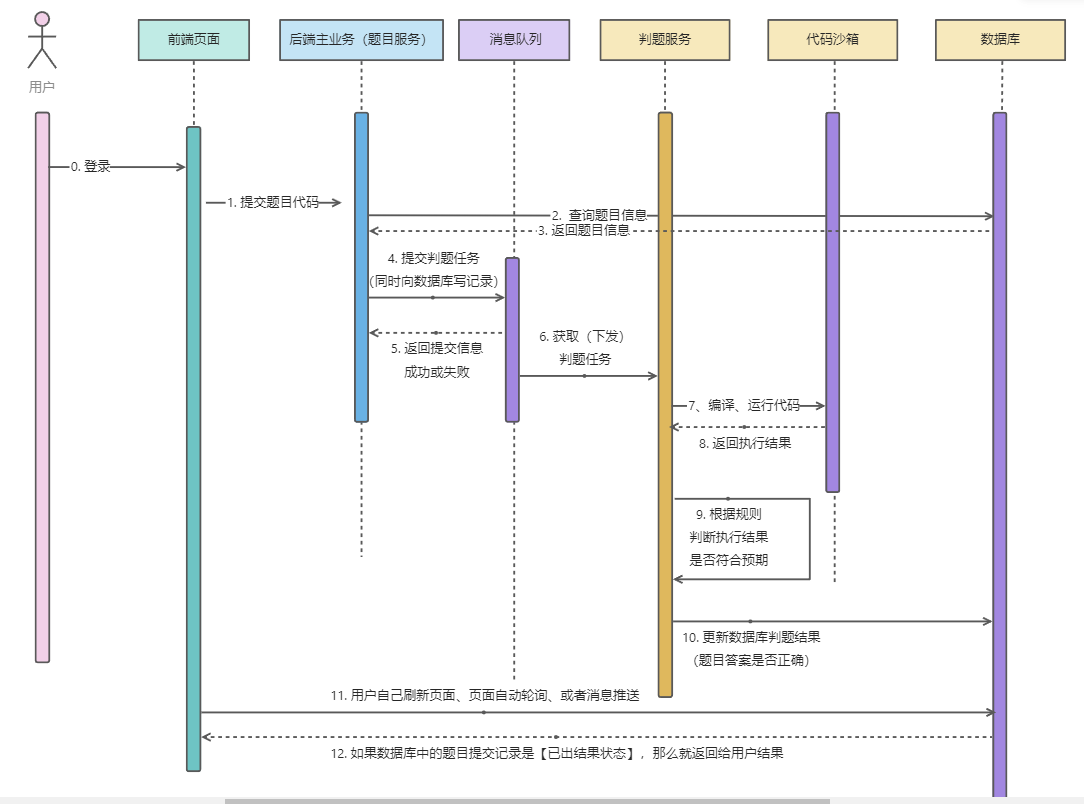 前端页面
后端主业务（题目服务）
消息队列
判题服务
代码沙箱
数据库
用户
0. 登录
1. 提交题目代码
2. 查询题目信息
3. 返回题目信息
4. 提交判题任务
（同时向数据库写记录）
5. 返回提交信息
成功或失败
6. 获取（下发）
判题任务
7、编译、运行代码
8. 返回执行结果
9. 根据规则
判断执行结果
是否符合预期
10. 更新数据库判题结果
（题目答案是否正确）
11. 用户自己刷新页面、页面自动轮询、或者消息推送
12. 如果数据库中的题目提交记录是【已出结果状态】，那么就返回给用户结果